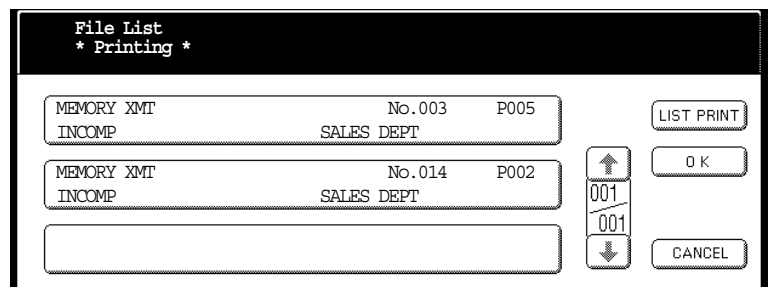 File List
* Printing *
MEMORY XMT No.003 P005
INCOMP SALES DEPT
MEMORY XMT No.014 P002
INCOMP SALES DEPT
LIST PRINT
OK
001
001
CANCEL